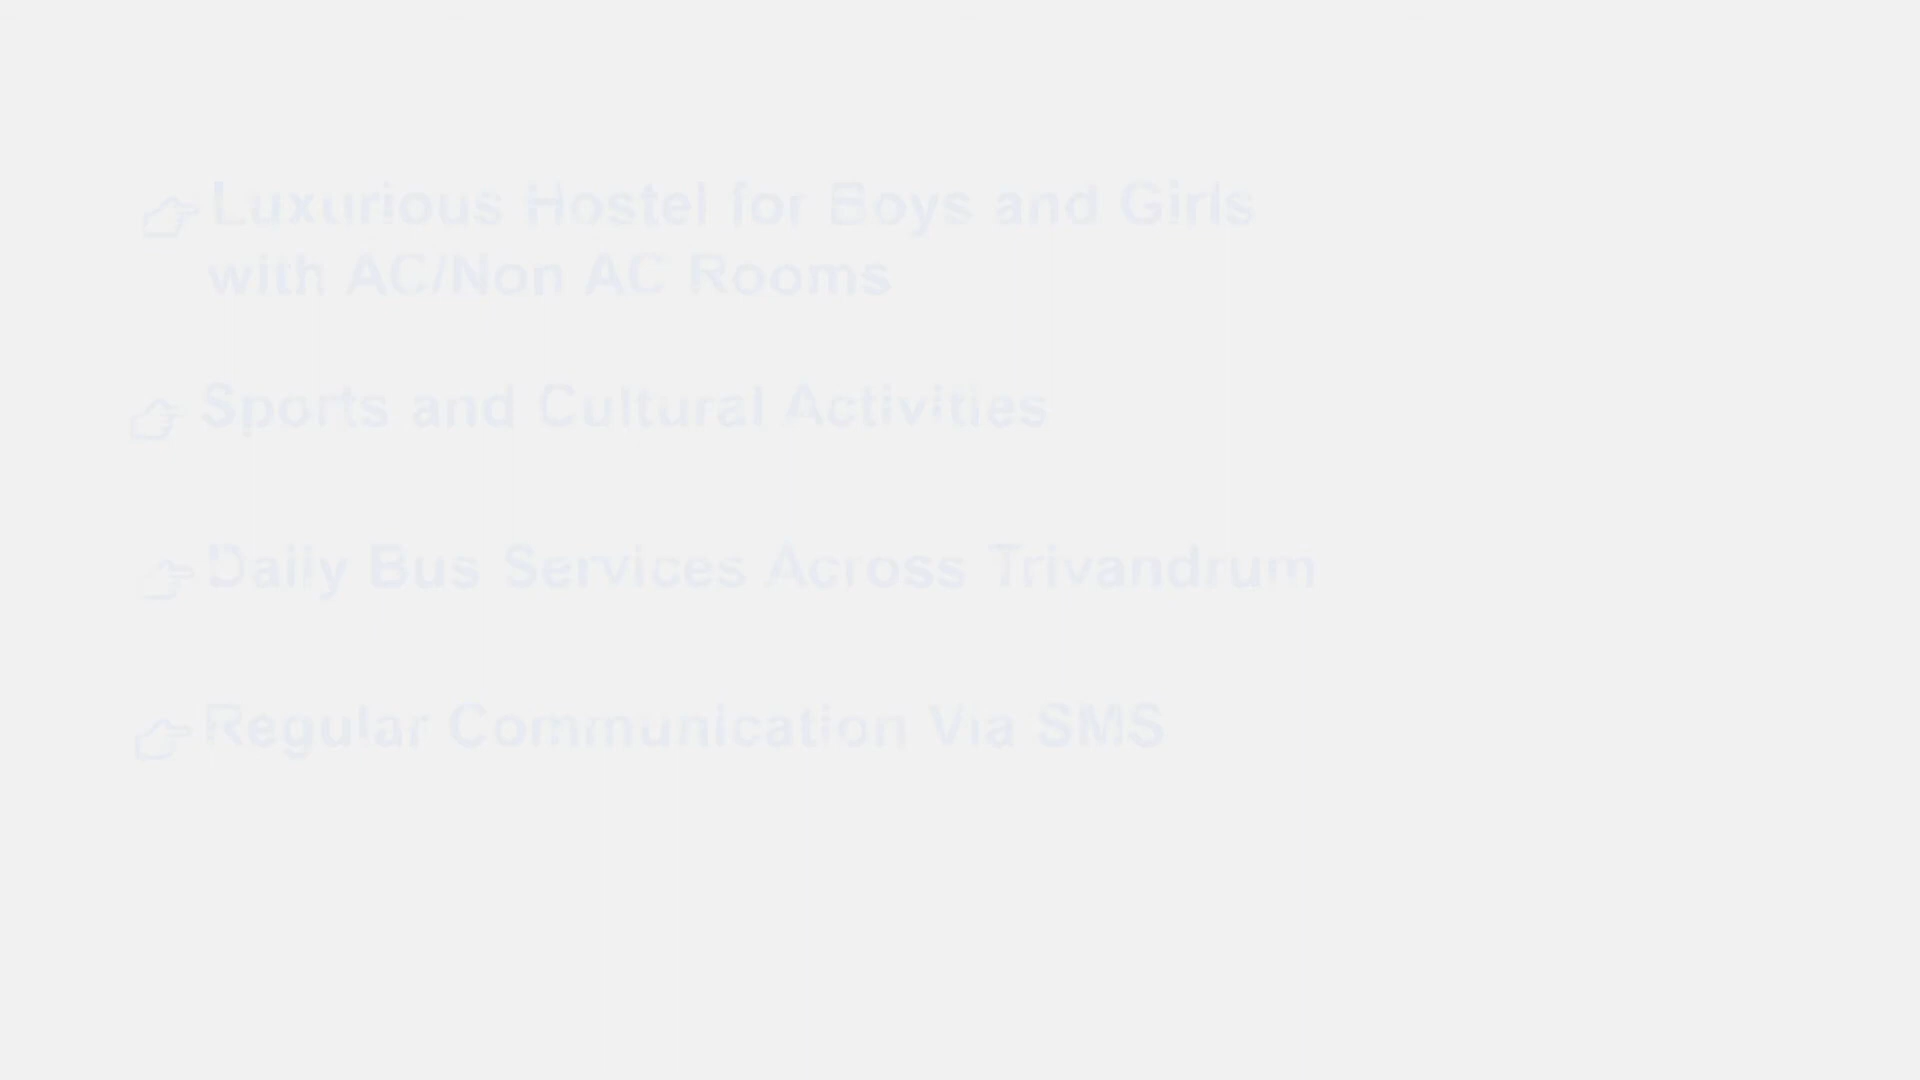 Luxurious Hostel for Boys and Girls
with AC/Non AC Rooms
Sports and Cultural Activities
Daily Bus Services Across Trivandrum
Regular Communication Via SMS